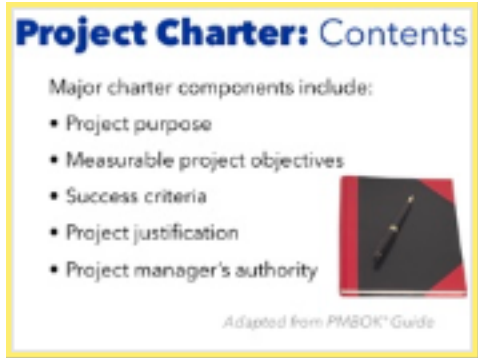 Project Charter: Contents
Major charter components include:
• Project purpose
• Measurable project objectives
• Success criteria
• Project justification
• Project manager's authority
Adapted from PMBOK® Guide